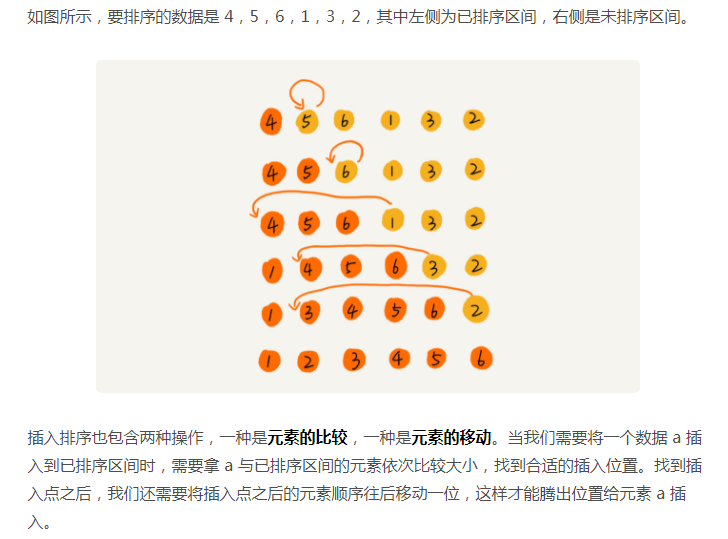 如图所示，要排序的数据是 4，5，6，1，3，2，其中左侧为已排序区间，右侧是未排序区间。
4 5 6 1 3 2
4 5 6 1 3 2
4 5 6 1 3 2
1 4 5 6 3 2
1 3 4 5 6 2
1 2 3 4 5 6
插入排序也包含两种操作，一种是元素的比较，一种是元素的移动。当我们需要将一个数据 a 插
入到已排序区间时，需要拿 a 与已排序区间的元素依次比较大小，找到合适的插入位置。找到插
入点之后，我们还需要将插入点之后的元素顺序往后移动一位，这样才能腾出位置给元素 a 插
入。